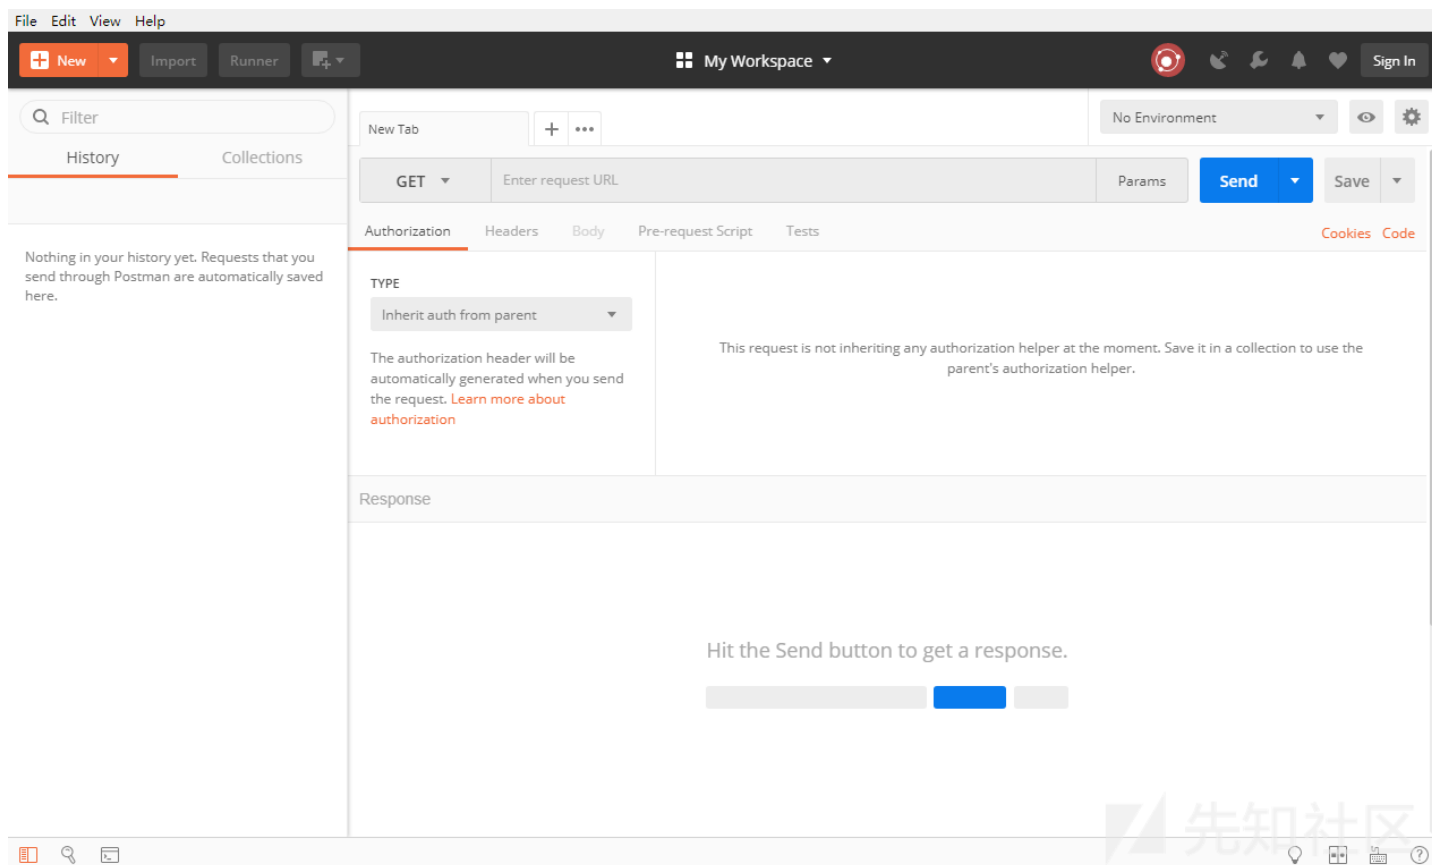 File Edit View Help
New Import Runner My Workspace Sign In
Filter
History Collections
Nothing in your history yet. Requests that you
send through Postman are automatically saved
here.
New Tab
No Environment
GET Enter request URL Params Send Save
Authorization Headers Body Pre-request Script Tests Cookies Code
TYPE
Inherit auth from parent
The authorization header will be
automatically generated when you send
the request. Learn more about
authorization
This request is not inheriting any authorization helper at the moment. Save it in a collection to use the
parent's authorization helper.
Response
Hit the Send button to get a response.
先知社区